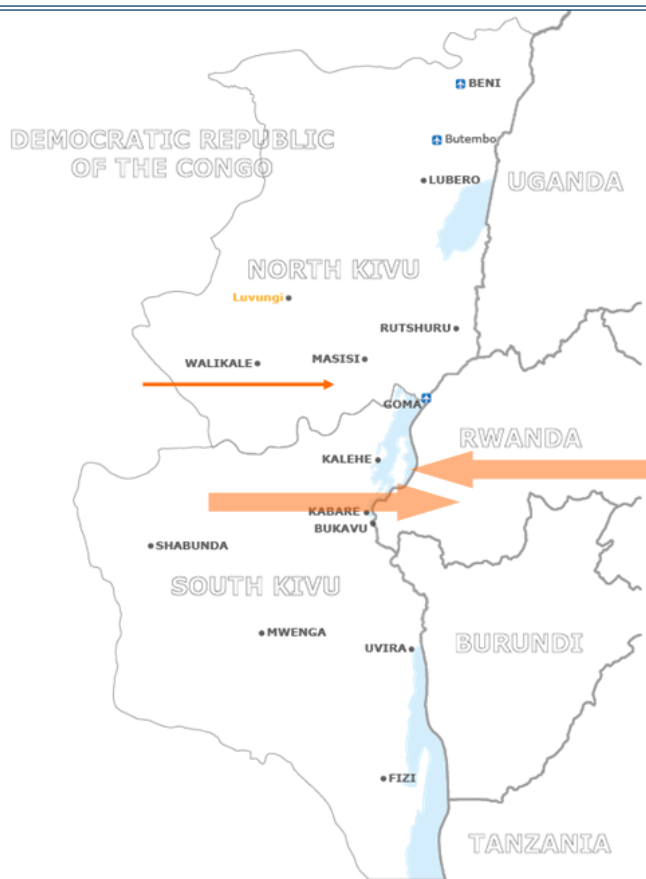 BENI
Butembo
DEMOCRATIC REPUBLIC
OF THE CONGO
LUBERO
UGANDA
NORTH KIVU
Luvungi
RUTSHURU
WALIKALE
MASISI
GOMA
RWANDA
KALEHE
KABARE
BUKAVU
SHABUNDA
SOUTH KIVU
MWENGA
UVIRA
BURUNDI
FIZI
TANZANIA